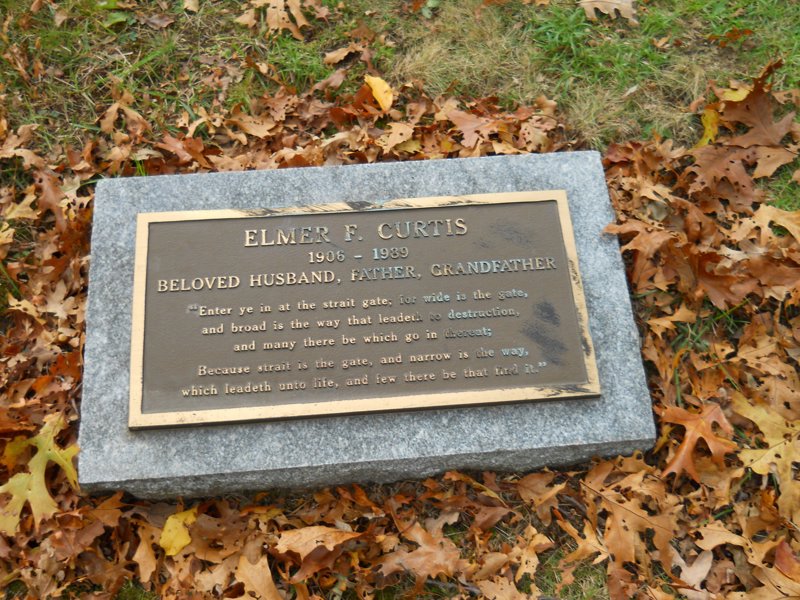 ELMER F. CURTIS
1906 - 1989
BELOVED HUSBAND, FATHER, GRANDFATHER
"Enter ye in at the strait gate; for wide is the gate,
and broad is the way that leadeth to destruction,
and many there be which go in thereat;
Because strait is the gate, and narrow is the way,
which leadeth unto life, and few there be that find it."